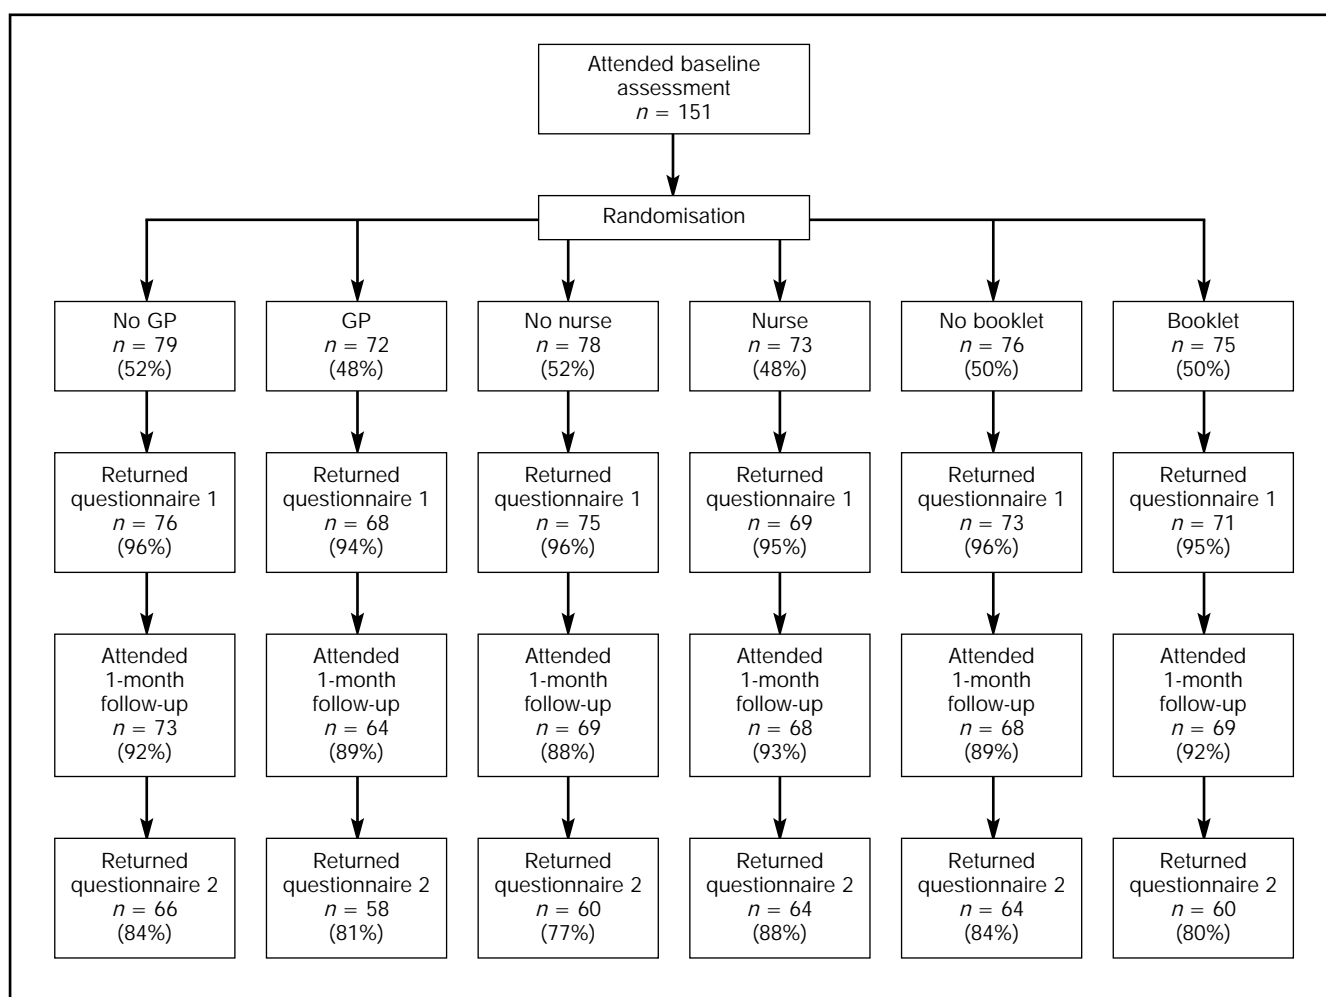 Attended baseline
assessment
n = 151
Randomisation
No GP
n = 79
(52%)
GP
n = 72
(48%)
No nurse
n = 78
(52%)
Nurse
n = 73
(48%)
No booklet
n = 76
(50%)
Booklet
n = 75
(50%)
Returned
questionnaire 1
n = 76
(96%)
Returned
questionnaire 1
n = 68
(94%)
Returned
questionnaire 1
n = 75
(96%)
Returned
questionnaire 1
n = 69
(95%)
Returned
questionnaire 1
n = 73
(96%)
Returned
questionnaire 1
n = 71
(95%)
Attended
1-month
follow-up
n = 73
(92%)
Attended
1-month
follow-up
n = 64
(89%)
Attended
1-month
follow-up
n = 69
(88%)
Attended
1-month
follow-up
n = 68
(93%)
Attended
1-month
follow-up
n = 68
(89%)
Attended
1-month
follow-up
n = 69
(92%)
Returned
questionnaire 2
n = 66
(84%)
Returned
questionnaire 2
n = 58
(81%)
Returned
questionnaire 2
n = 60
(77%)
Returned
questionnaire 2
n = 64
(88%)
Returned
questionnaire 2
n = 64
(84%)
Returned
questionnaire 2
n = 60
(80%)